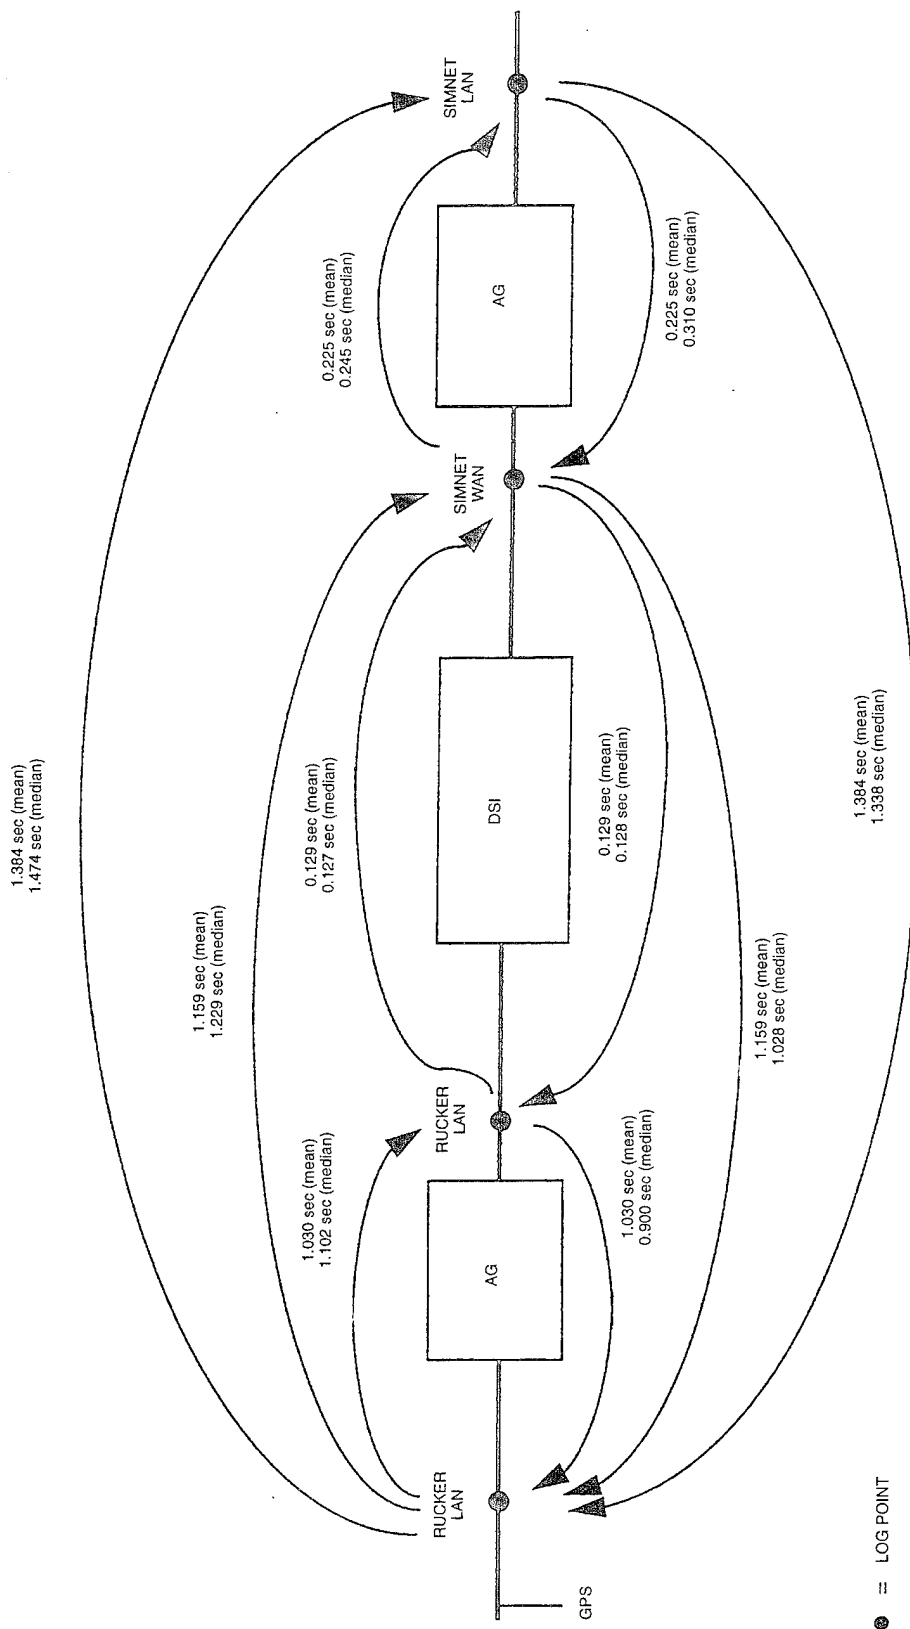 1.384 sec (mean)
1.474 sec (median)
1.159 sec (mean)
1.229 sec (median)
1.030 sec (mean)
1.102 sec (median)
0.129 sec (mean)
0.127 sec (median)
0.225 sec (mean)
0.245 sec (median)
RUCKER
LAN
RUCKER
LAN
SIMNET
WAN
SIMNET
LAN
AG
DSI
AG
GPS
1.030 sec (mean)
0.900 sec (median)
0.129 sec (mean)
0.128 sec (median)
0.225 sec (mean)
0.310 sec (median)
1.159 sec (mean)
1.028 sec (median)
1.384 sec (mean)
1.338 sec (median)
= LOG POINT